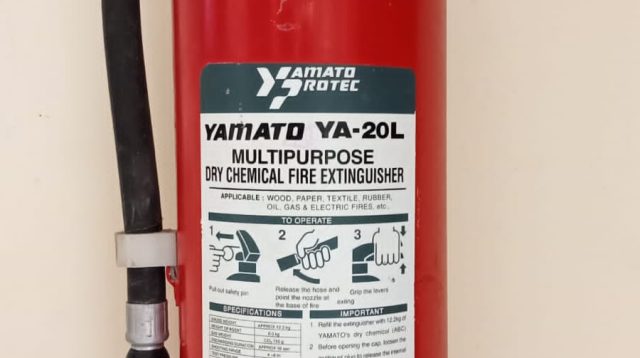 YAMATO
PROTEC
YAMATO YA-20L
MULTIPURPOSE
DRY CHEMICAL FIRE EXTINGUISHER
APPLICABLE : WOOD, PAPER, TEXTILE, RUBBER,
OIL, GAS & ELECTRIC FIRES, etc.,
TO OPERATE
1 2 3
Pull out safety pin
Release the hose and
point the nozzle at
the base of fire
Grip the levers
SPECIFICATIONS
GROSS WEIGHT
IMPORTANT
1 Refill the extinguisher with
YAMATO's dry chemical (ABC)
2 Before opening the cap, loosen